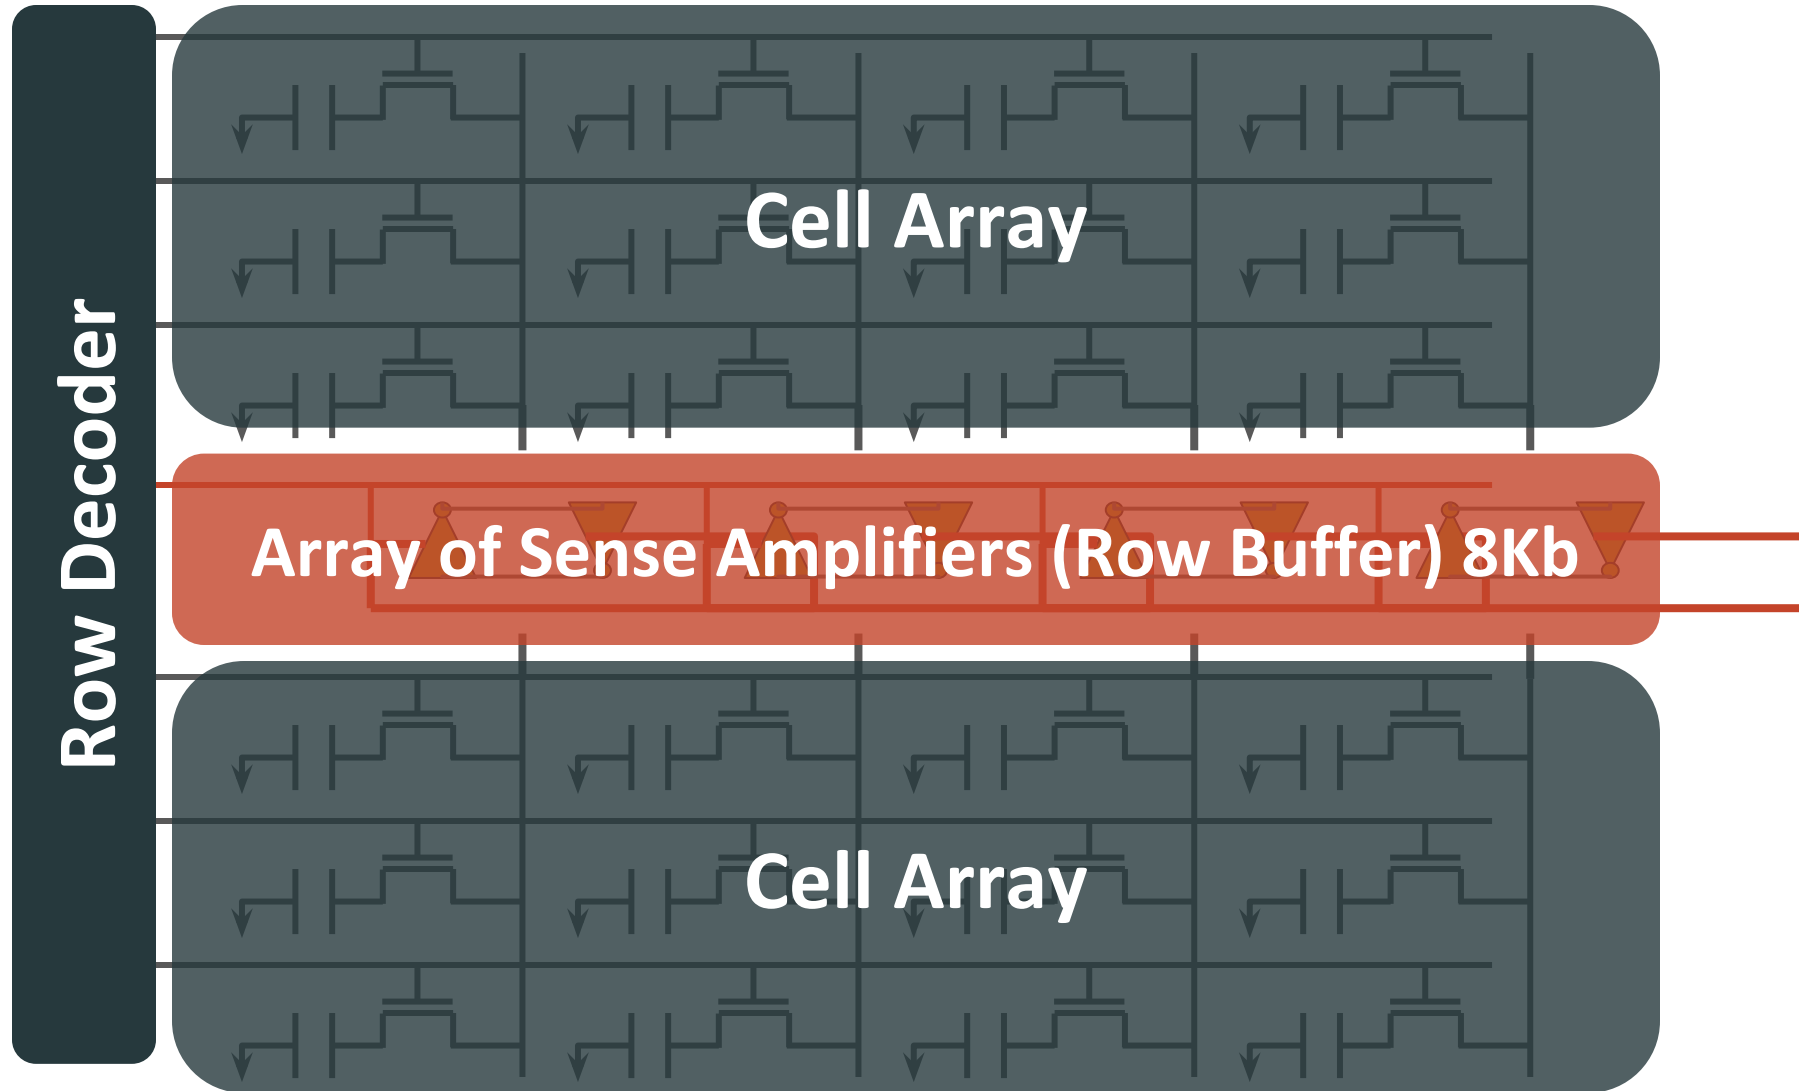 Row Decoder
Cell Array
Array of Sense Amplifiers (Row Buffer) 8Kb
Cell Array